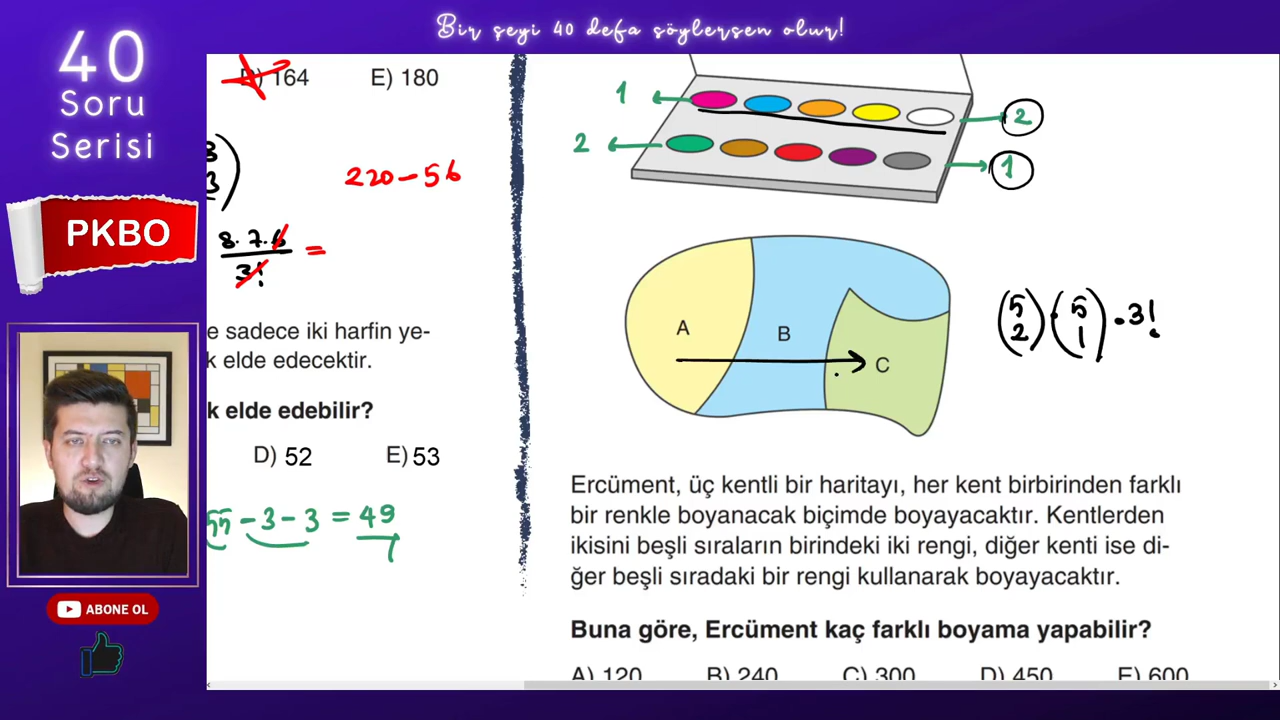 Bir şeyi 40 defa söylersen olur!
40
Soru
Serisi
PKBO
ABONE OL
164 E) 180
3
3
220-56
8.7.6
3!
=
e sadece iki harfin ye-
k elde edecektir.
k elde edebilir?
D) 52 E) 53
55-3-3=49
1
2
2
1
A
B
C
(5 2)·(5 1)·3!
Ercüment, üç kentli bir haritayı, her kent birbirinden farklı
bir renkle boyanacak biçimde boyayacaktır. Kentlerden
ikisini beşli sıraların birindeki iki rengi, diğer kenti ise di-
ğer beşli sıradaki bir rengi kullanarak boyayacaktır.
Buna göre, Ercüment kaç farklı boyama yapabilir?
A) 120 B) 240 C) 300 D) 450 E) 600